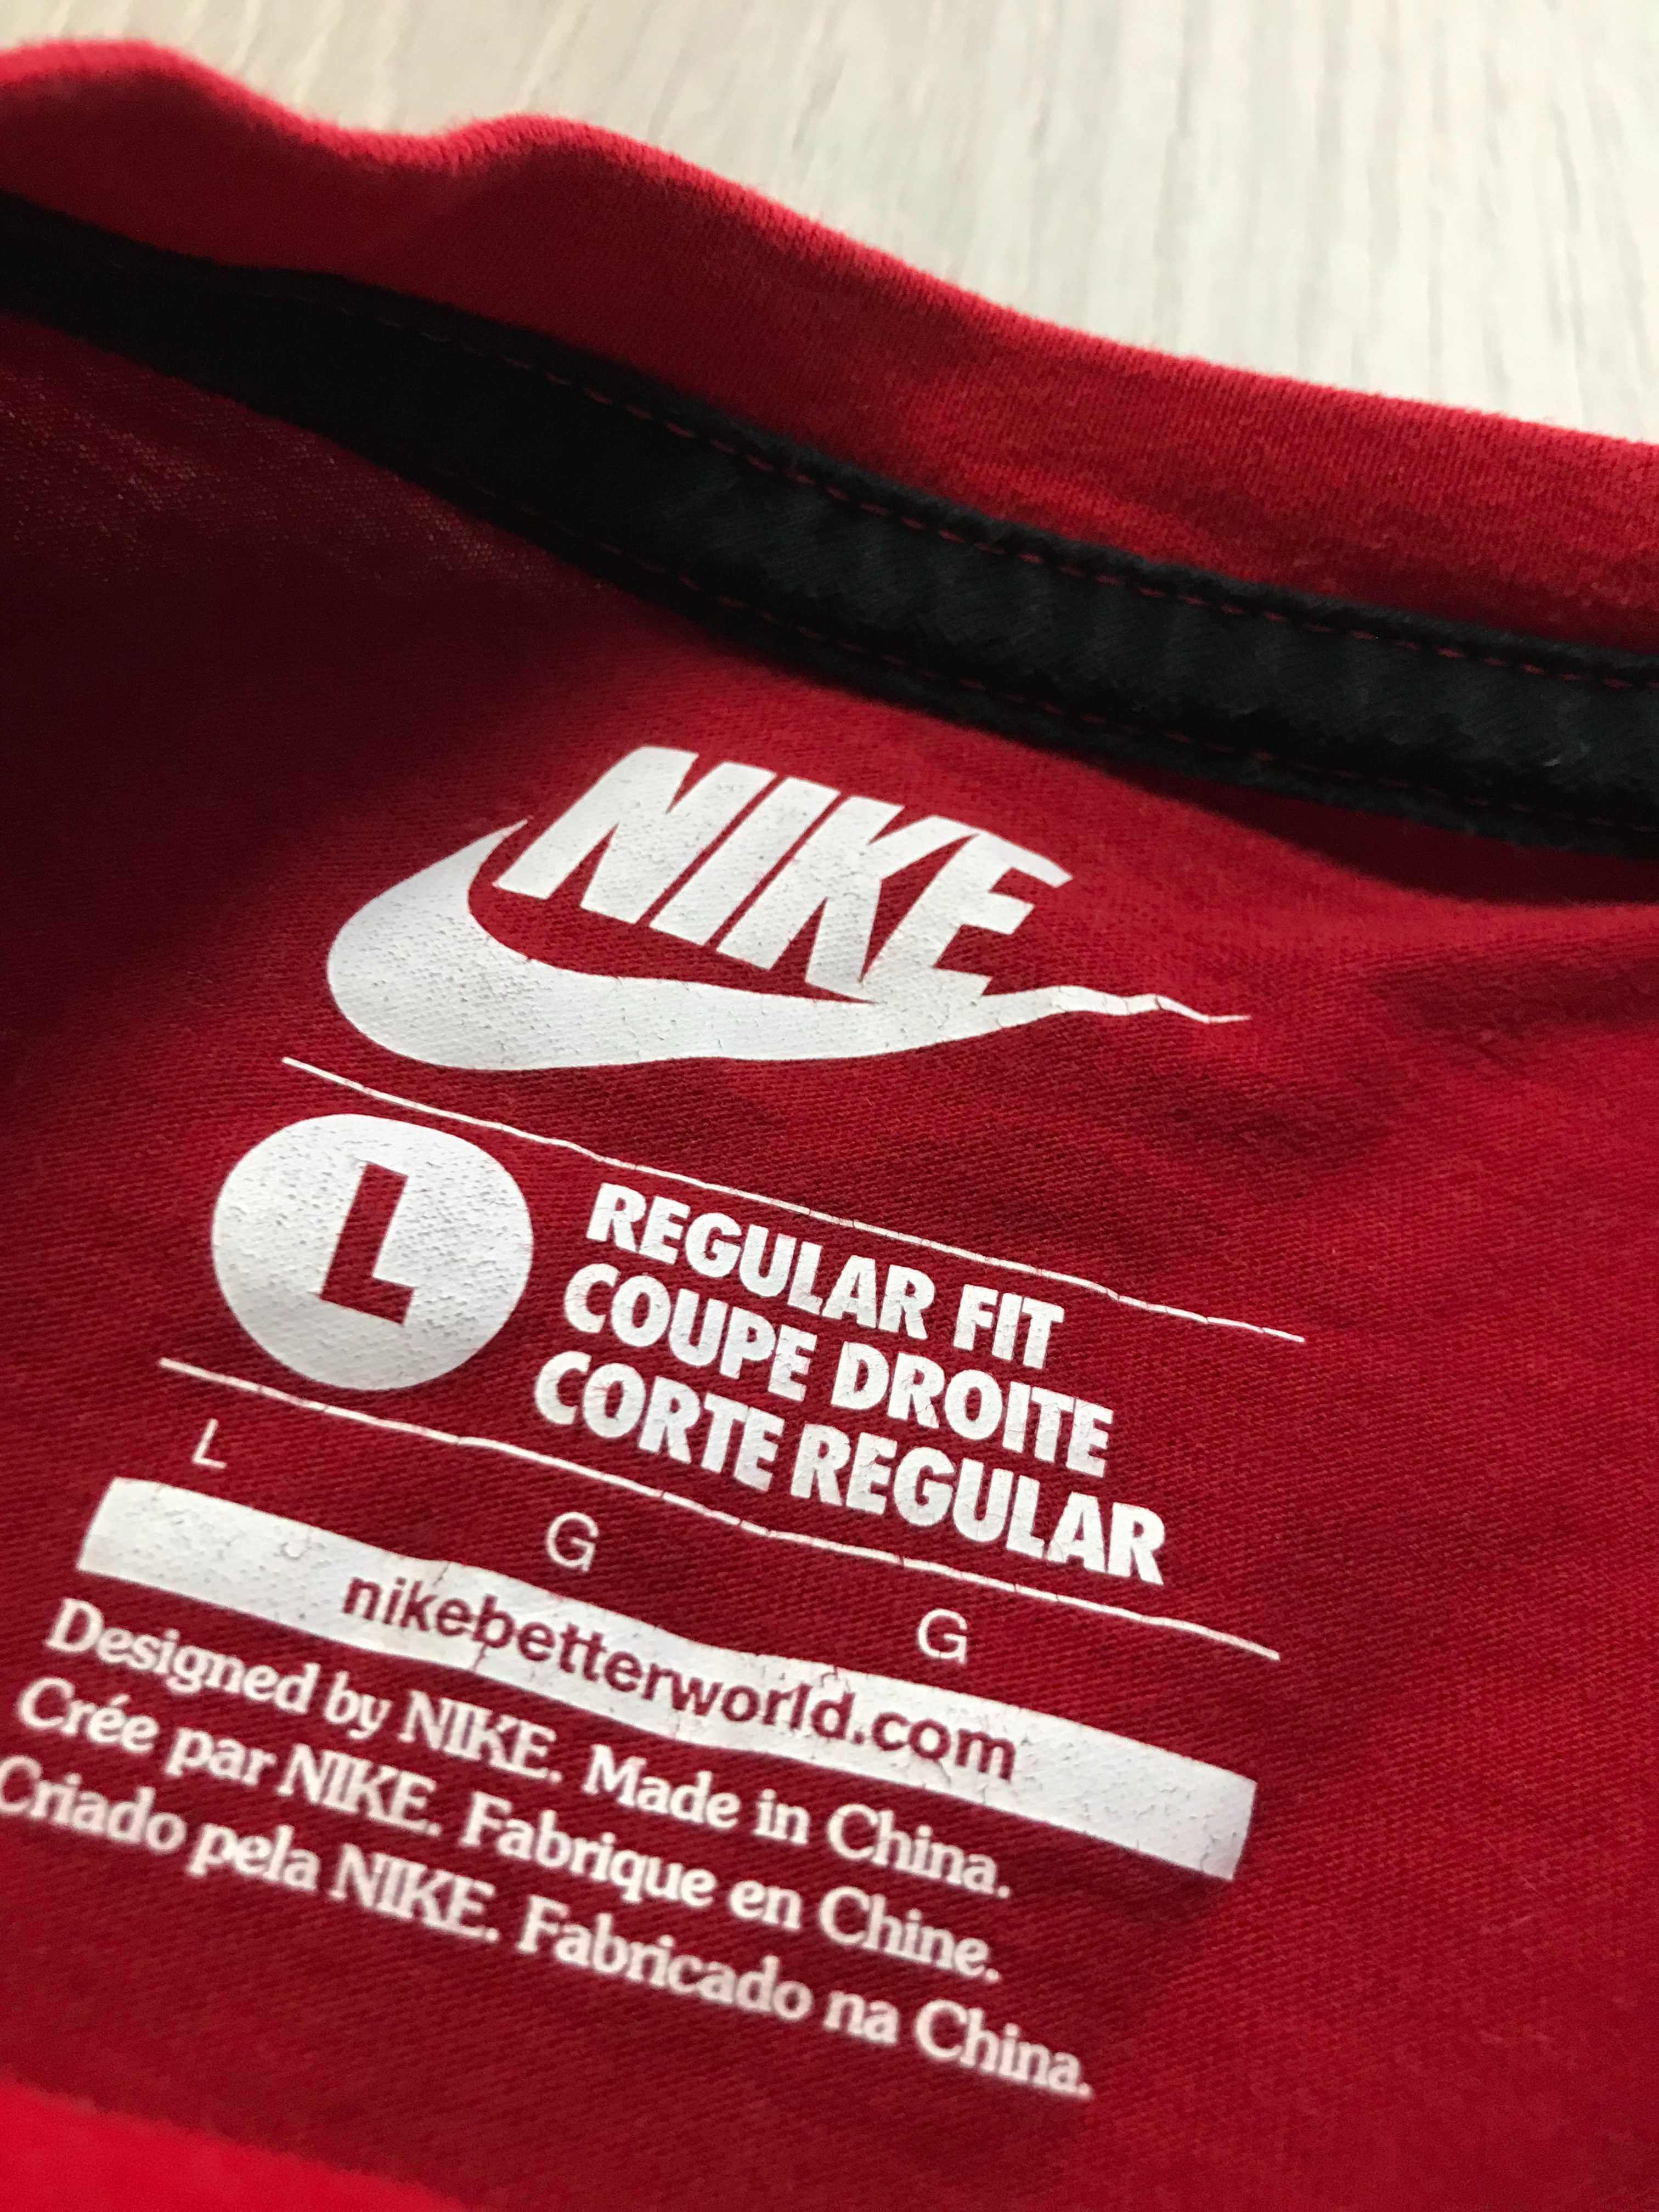 NIKE
L
REGULAR FIT
COUPE DROITE
CORTE REGULAR
L G G
nikebetterworld.com
Designed by NIKE. Made in China.
Crée par NIKE. Fabrique en Chine.
Criado pela NIKE. Fabricado na China.